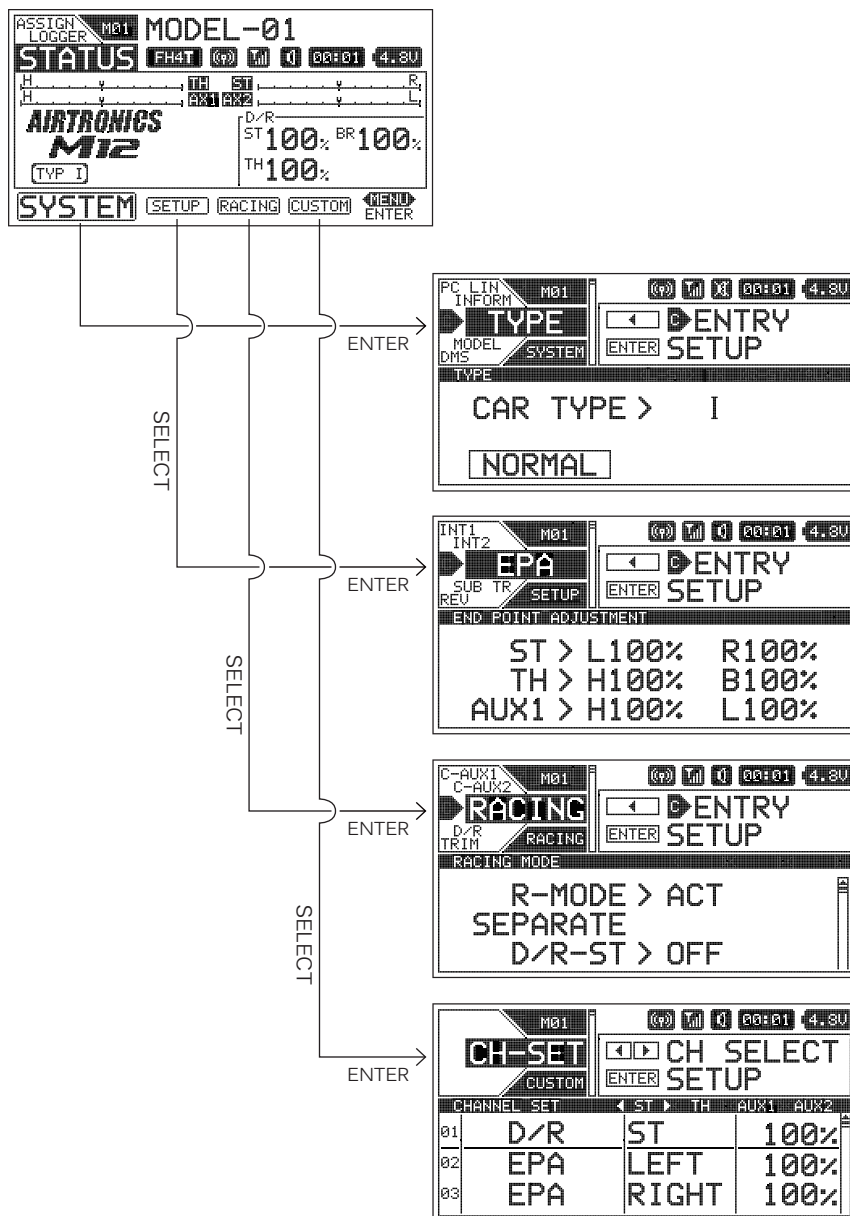 ASSIGN
LOGGER M01 MODEL-01
STATUS FH4T 00:01 4.8V
H TH ST R
H AX1 AX2 L
AIRTRONICS
M12
TYP I
D/R
ST100% BR100%
TH100%
SYSTEM SETUP RACING CUSTOM MENU
ENTER
PC LIN
INFORM M01 00:01 4.8V
TYPE ENTRY
MODEL
DMS SYSTEM ENTER SETUP
TYPE
CAR TYPE > I
NORMAL
ENTER
SELECT
INT1
INT2 M01 00:01 4.8V
EPA ENTRY
SUB TR
REV SETUP ENTER SETUP
END POINT ADJUSTMENT
ST > L100% R100%
TH > H100% B100%
AUX1 > H100% L100%
ENTER
SELECT
C-AUX1
C-AUX2 M01 00:01 4.8V
RACING ENTRY
D/R
TRIM RACING ENTER SETUP
RACING MODE
R-MODE > ACT
SEPARATE
D/R-ST > OFF
ENTER
SELECT
M01 00:01 4.8V
CH-SET CH SELECT
CUSTOM ENTER SETUP
CHANNEL SET ST TH AUX1 AUX2
01 D/R ST 100%
02 EPA LEFT 100%
03 EPA RIGHT 100%
ENTER